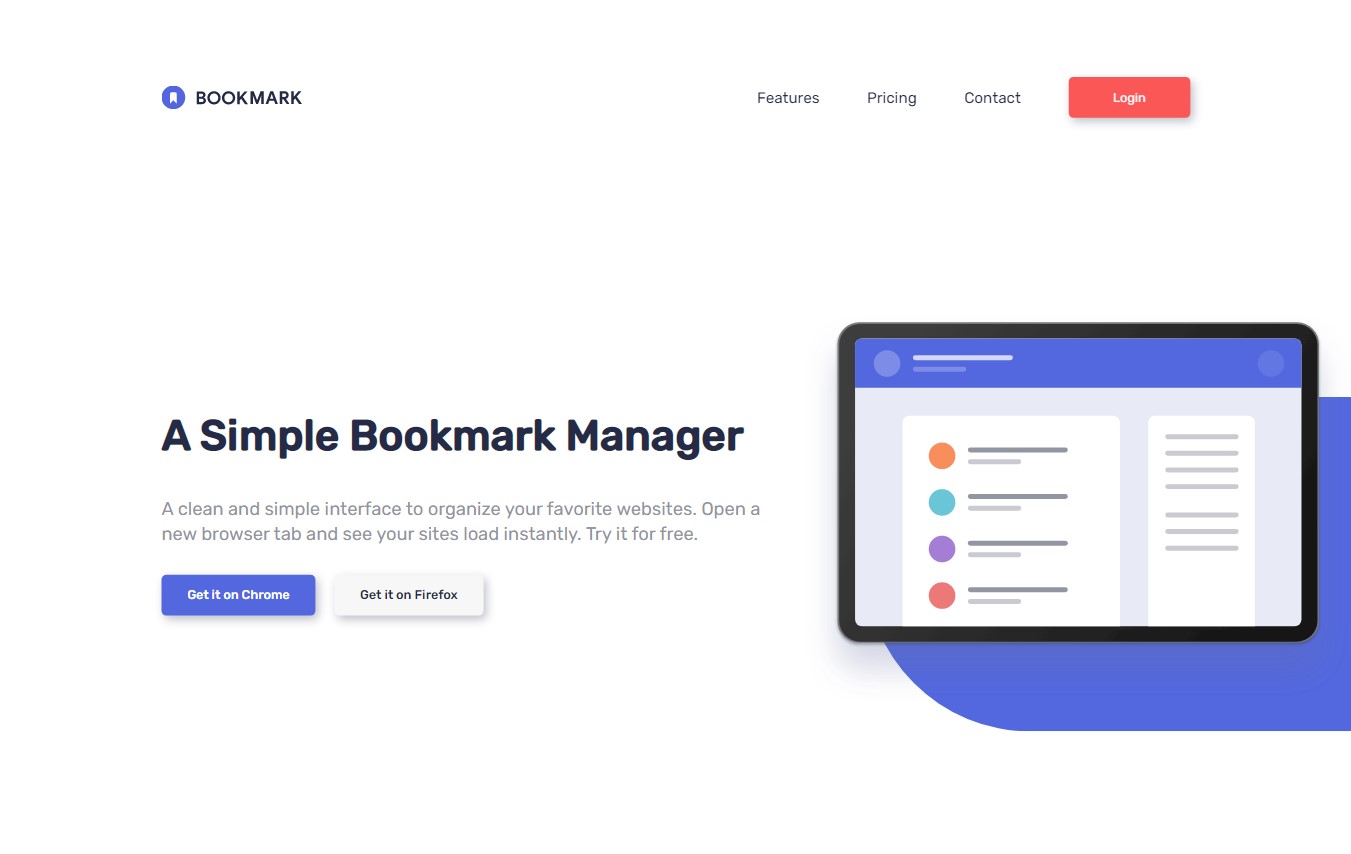 BOOKMARK
Features
Pricing
Contact
Login
A Simple Bookmark Manager
A clean and simple interface to organize your favorite websites. Open a
new browser tab and see your sites load instantly. Try it for free.
Get it on Chrome
Get it on Firefox